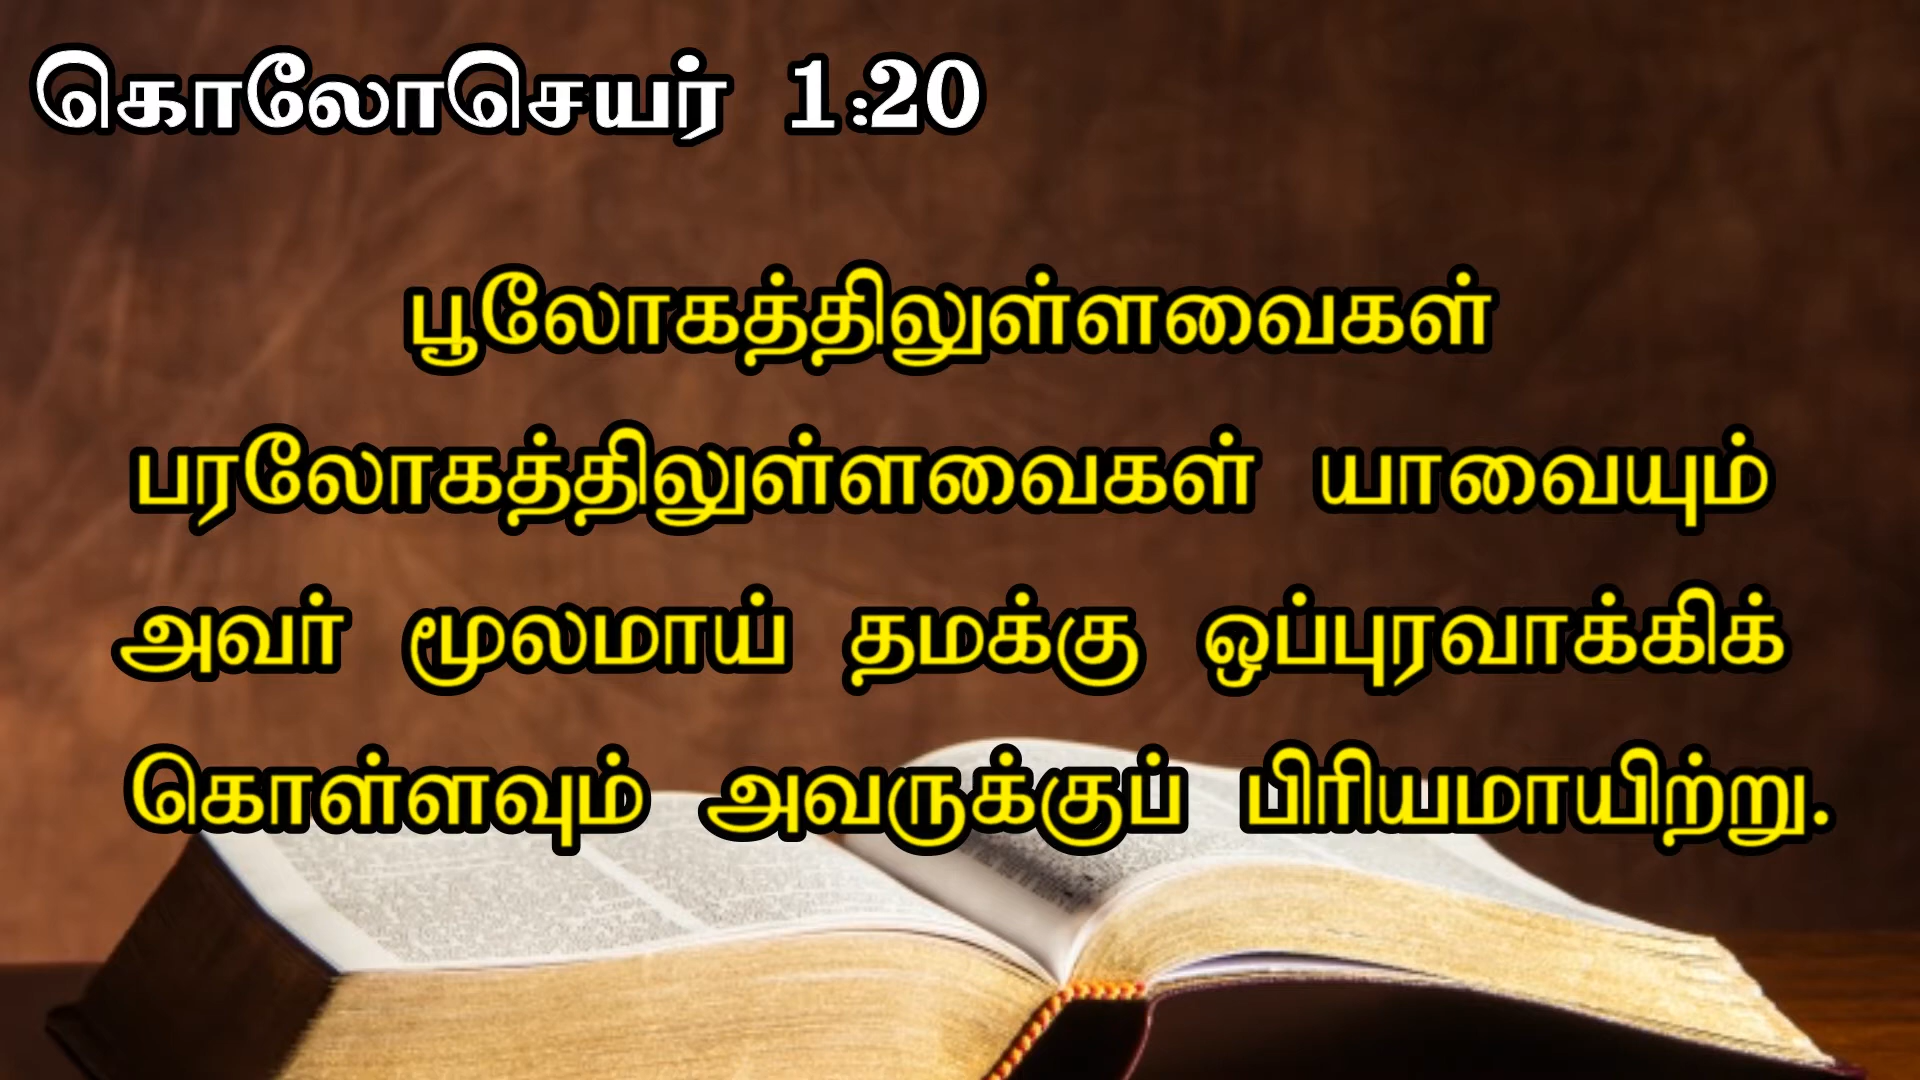 கொலோசெயர் 1:20
பூலோகத்திலுள்ளவைகள்
பரலோகத்திலுள்ளவைகள் யாவையும்
அவர் மூலமாய் தமக்கு ஒப்புரவாக்கிக்
கொள்ளவும் அவருக்குப் பிரியமாயிற்று.